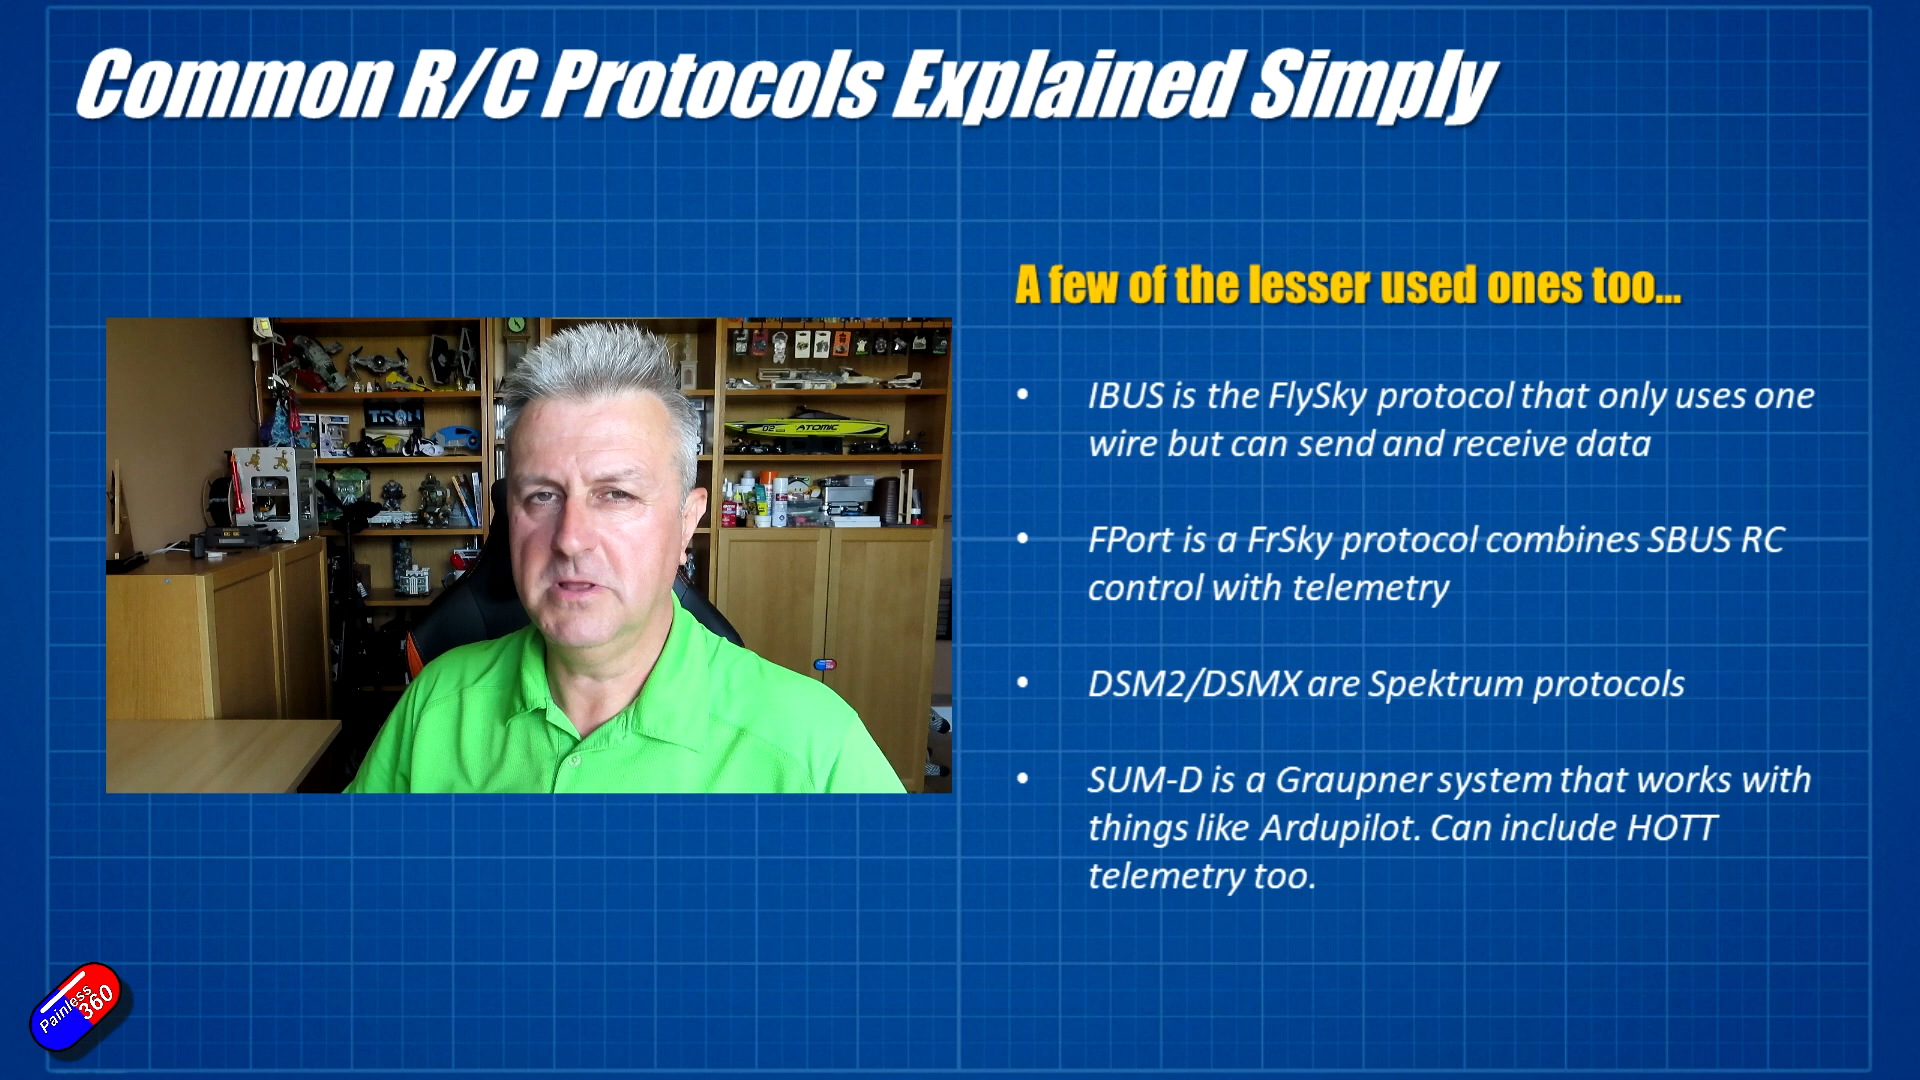 Common R/C Protocols Explained Simply
A few of the lesser used ones too...
• IBUS is the FlySky protocol that only uses one
wire but can send and receive data
• FPort is a FrSky protocol combines SBUS RC
control with telemetry
• DSM2/DSMX are Spektrum protocols
• SUM-D is a Graupner system that works with
things like Ardupilot. Can include HOTT
telemetry too.
TRON
02
ATOMIC
Painless
360